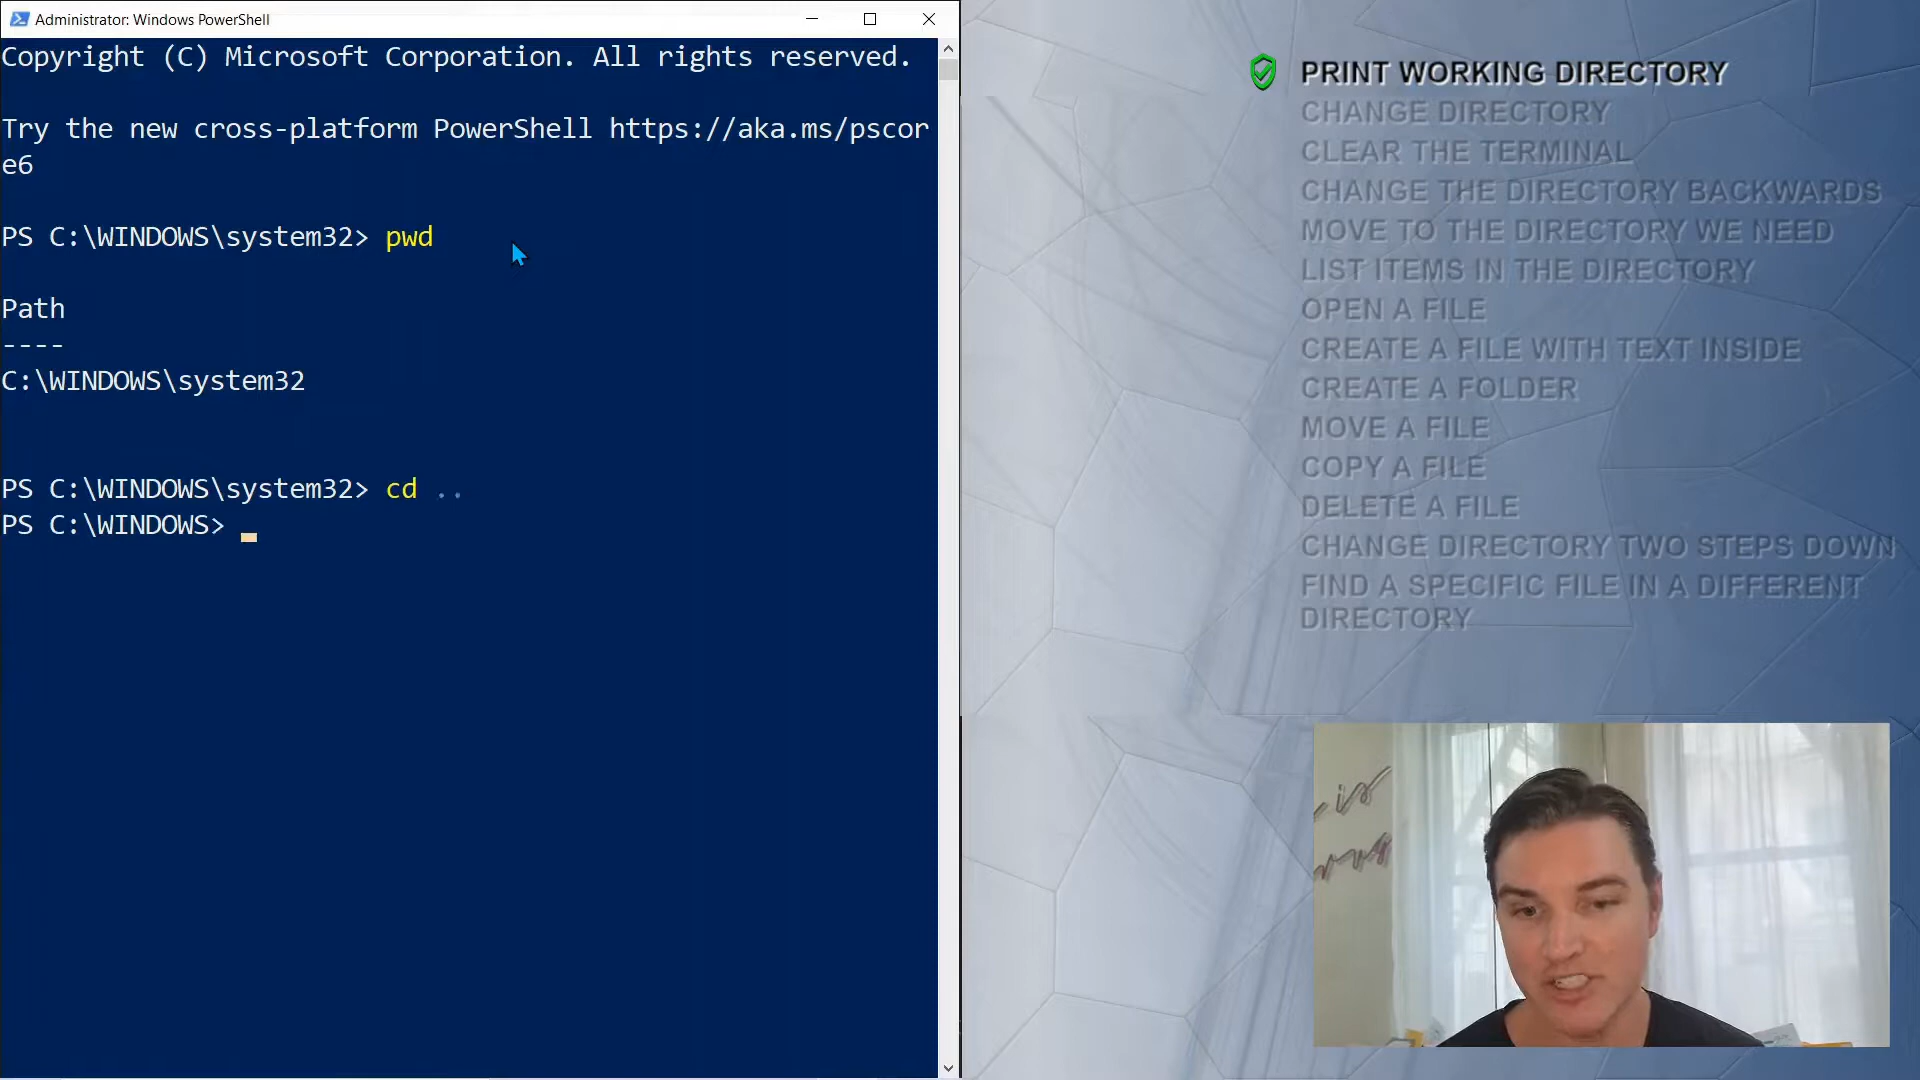 Administrator: Windows PowerShell
Copyright (C) Microsoft Corporation. All rights reserved.
Try the new cross-platform PowerShell https://aka.ms/pscor
e6
PS C:\WINDOWS\system32> pwd
Path
----
C:\WINDOWS\system32
PS C:\WINDOWS\system32> cd ..
PS C:\WINDOWS>
PRINT WORKING DIRECTORY
CHANGE DIRECTORY
CLEAR THE TERMINAL
CHANGE THE DIRECTORY BACKWARDS
MOVE TO THE DIRECTORY WE NEED
LIST ITEMS IN THE DIRECTORY
OPEN A FILE
CREATE A FILE WITH TEXT INSIDE
CREATE A FOLDER
MOVE A FILE
COPY A FILE
DELETE A FILE
CHANGE DIRECTORY TWO STEPS DOWN
FIND A SPECIFIC FILE IN A DIFFERENT
DIRECTORY
is